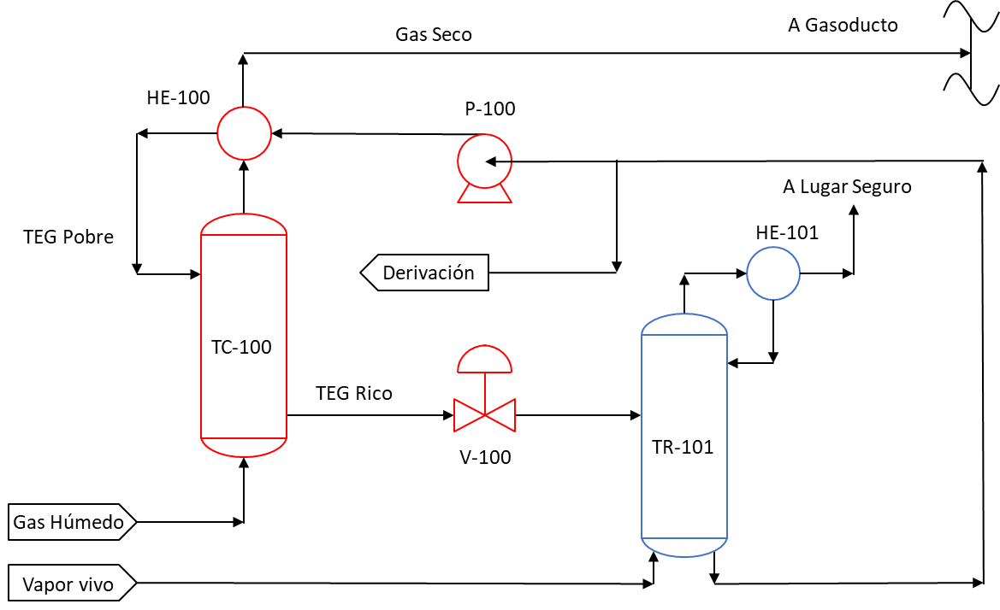 A Gasoducto
Gas Seco
HE-100
P-100
A Lugar Seguro
HE-101
TEG Pobre
Derivación
TC-100
TEG Rico
TR-101
V-100
Gas Húmedo
Vapor vivo